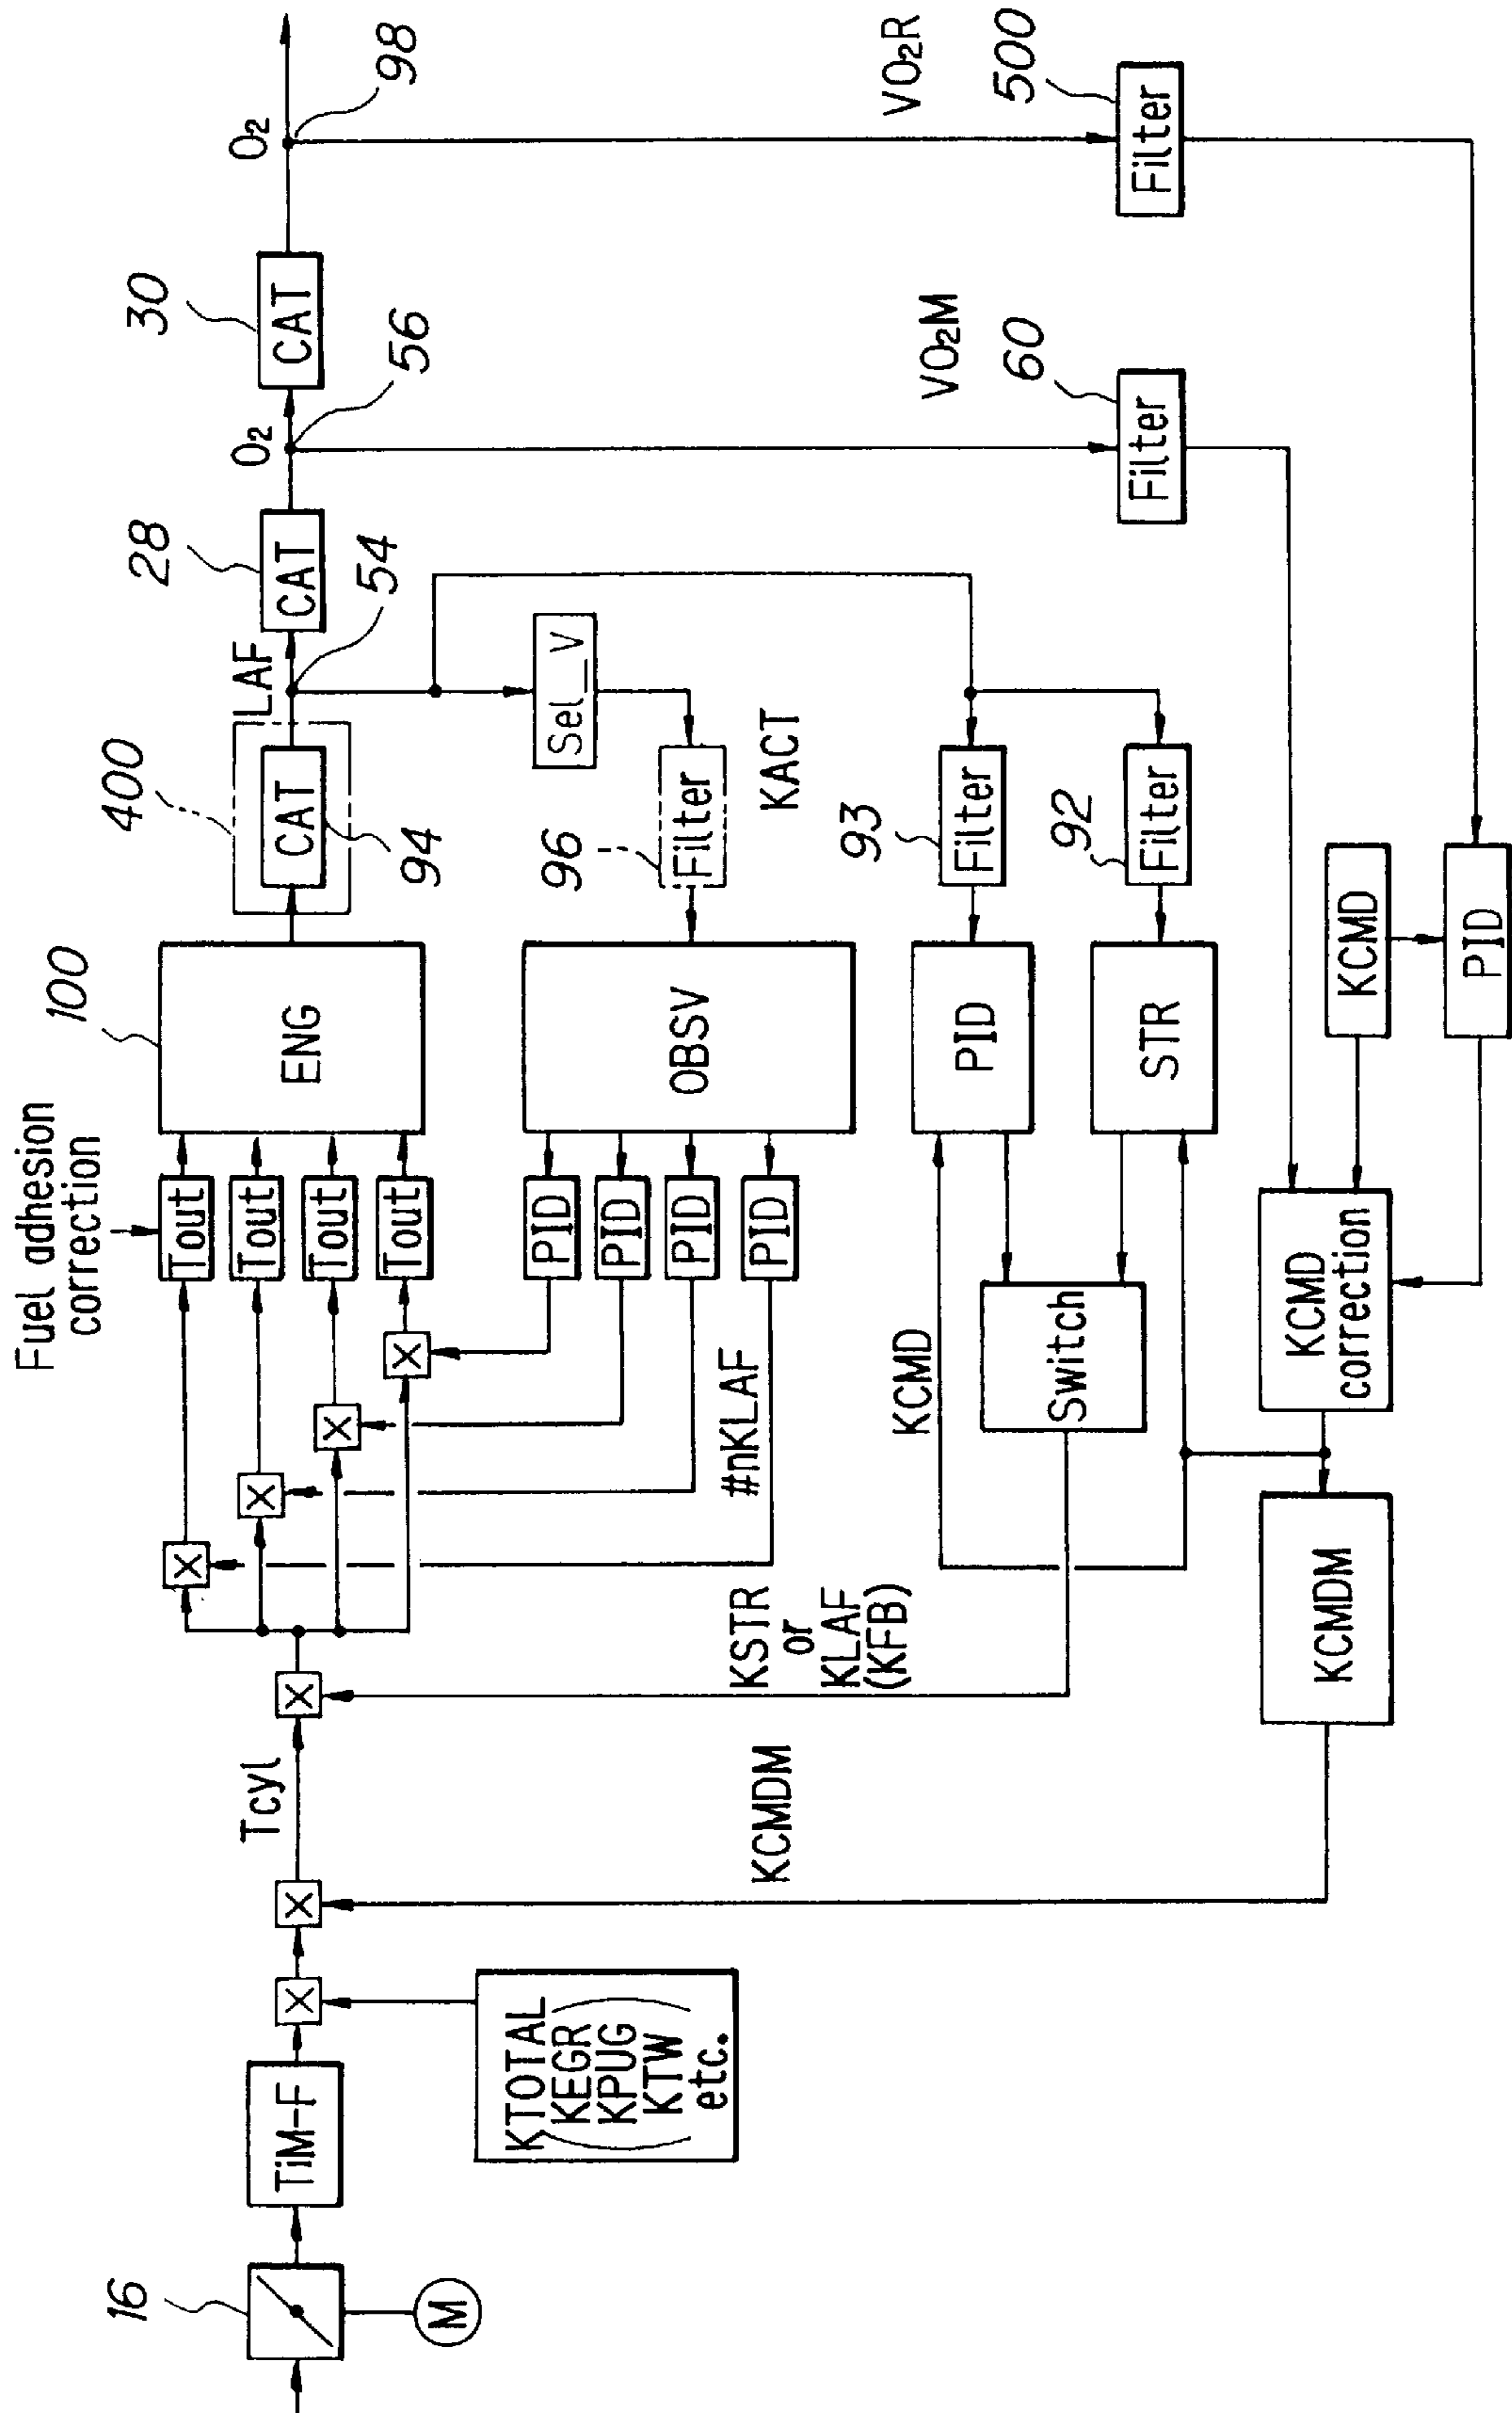 16
M
TiM-F
KTOTAL
KEGR
KPUG
KTW
etc.
X
X
Tcyl
X
X
X
X
X
Fuel adhesion
correction
Tout
Tout
Tout
Tout
100
ENG
400
CAT
94
LAF
54
28
CAT
O₂
56
30
CAT
O₂
98
PID
PID
PID
PID
#nKLAF
OBSV
96
Filter
Sel_V
KACT
KSTR
or
KLAF
(KFB)
KCMD
Switch
PID
STR
93
Filter
92
Filter
VO₂M
60
Filter
VO₂R
500
Filter
KCMDM
KCMDM
KCMD
correction
KCMD
PID